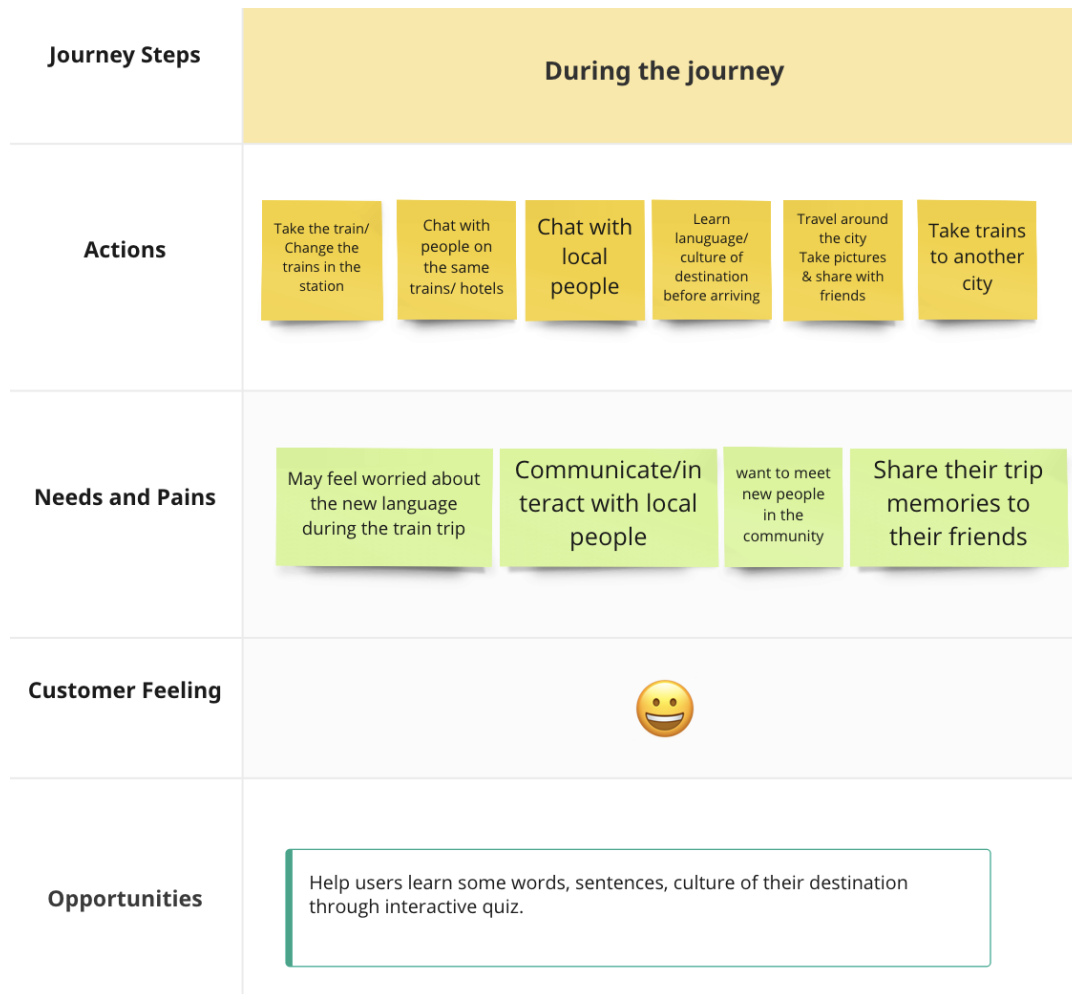 Journey Steps
During the journey
Actions
Take the train/
Change the
trains in the
station
Chat with
people on
the same
trains/ hotels
Chat with
local
people
Learn
lanuguage/
culture of
destination
before arriving
Travel around
the city
Take pictures
& share with
friends
Take trains
to another
city
Needs and Pains
May feel worried about
the new language
during the train trip
Communicate/in
teract with local
people
want to meet
new people
in the
community
Share their trip
memories to
their friends
Customer Feeling
Opportunities
Help users learn some words, sentences, culture of their destination
through interactive quiz.